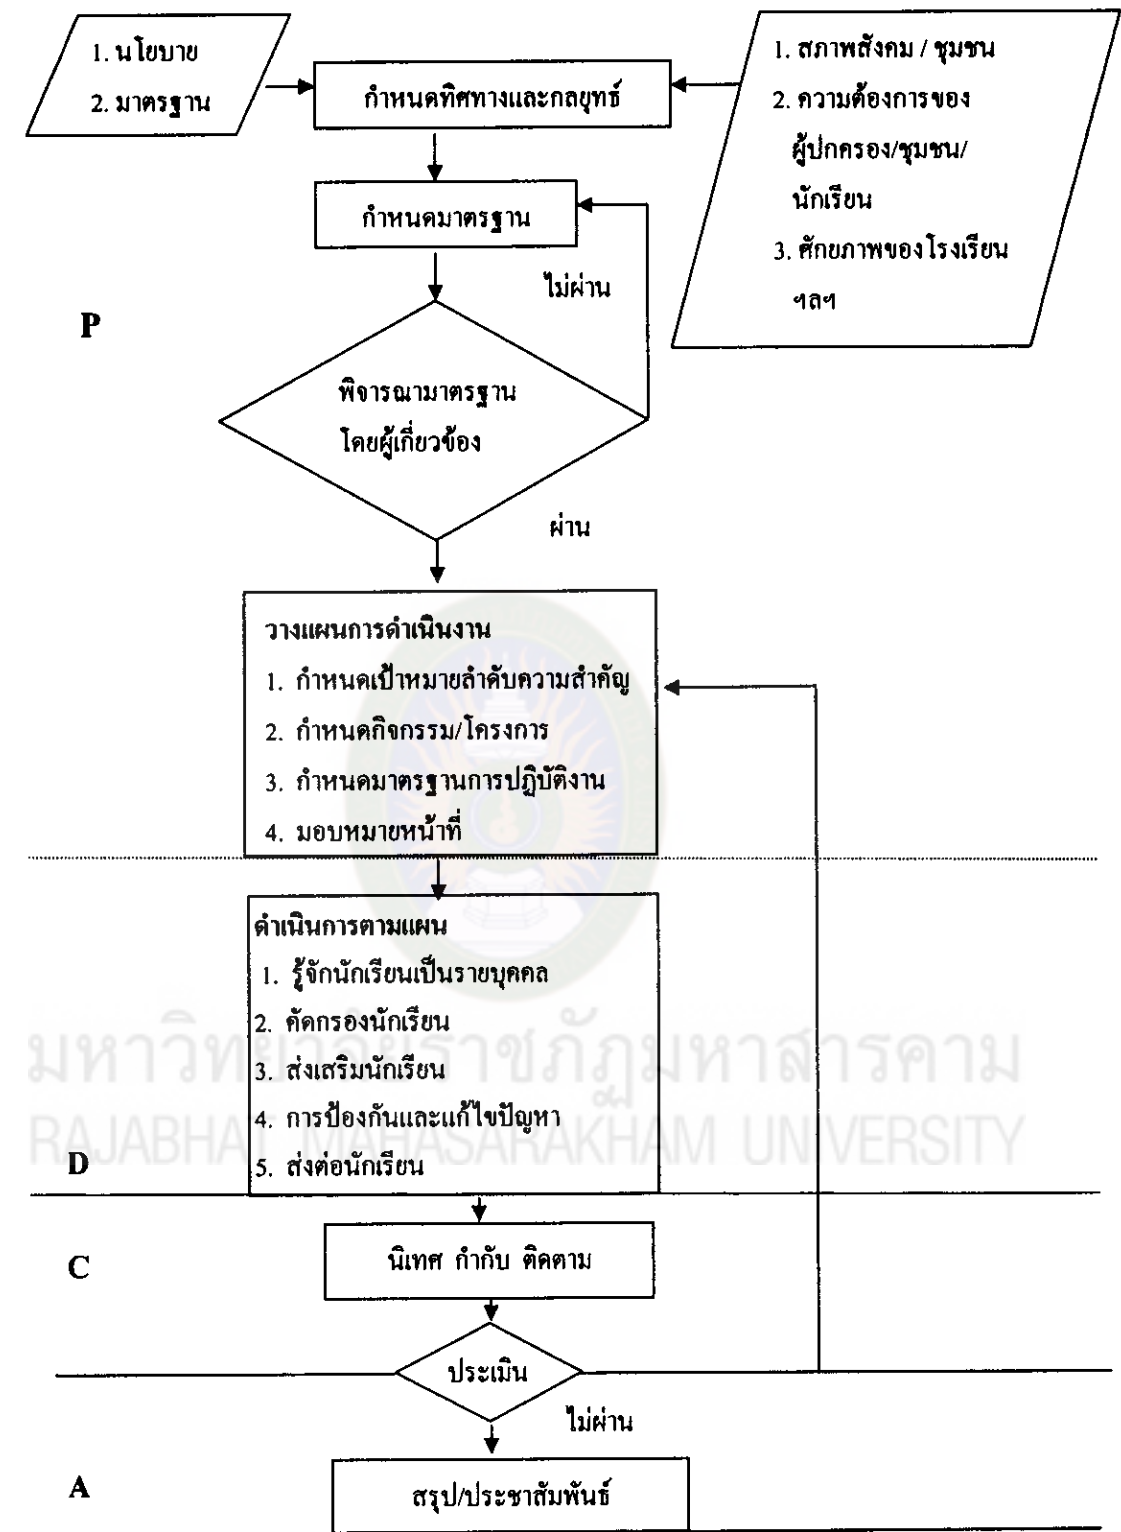 1. นโยบาย
2. มาตรฐาน
กำหนดทิศทางและกลยุทธ์
1. สภาพสังคม / ชุมชน
2. ความต้องการของ
ผู้ปกครอง/ชุมชน/
นักเรียน
3. ศักยภาพของโรงเรียน
ฯลฯ
กำหนดมาตรฐาน
ไม่ผ่าน
P
พิจารณามาตรฐาน
โดยผู้เกี่ยวข้อง
ผ่าน
วางแผนการดำเนินงาน
1. กำหนดเป้าหมายลำดับความสำคัญ
2. กำหนดกิจกรรม/โครงการ
3. กำหนดมาตรฐานการปฏิบัติงาน
4. มอบหมายหน้าที่
ดำเนินการตามแผน
1. รู้จักนักเรียนเป็นรายบุคคล
2. คัดกรองนักเรียน
3. ส่งเสริมนักเรียน
4. การป้องกันและแก้ไขปัญหา
5. ส่งต่อนักเรียน
มหาวิทยาลัยราชภัฏมหาสารคาม
RAJABHAT MAHASARAKHAM UNIVERSITY
D
C
นิเทศ กำกับ ติดตาม
ประเมิน
ไม่ผ่าน
A
สรุป/ประชาสัมพันธ์